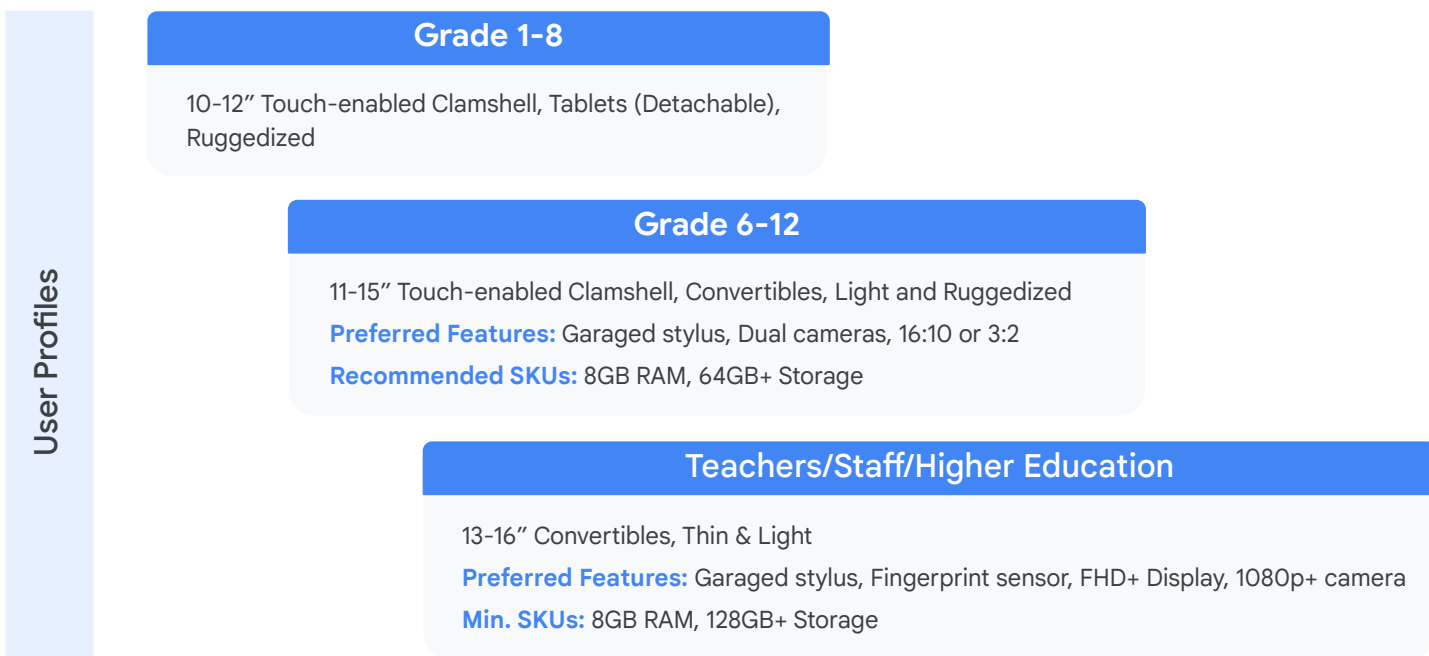 User Profiles
Grade 1-8
10-12” Touch-enabled Clamshell, Tablets (Detachable),
Ruggedized
Grade 6-12
11-15” Touch-enabled Clamshell, Convertibles, Light and Ruggedized
Preferred Features: Garaged stylus, Dual cameras, 16:10 or 3:2
Recommended SKUs: 8GB RAM, 64GB+ Storage
Teachers/Staff/Higher Education
13-16” Convertibles, Thin & Light
Preferred Features: Garaged stylus, Fingerprint sensor, FHD+ Display, 1080p+ camera
Min. SKUs: 8GB RAM, 128GB+ Storage